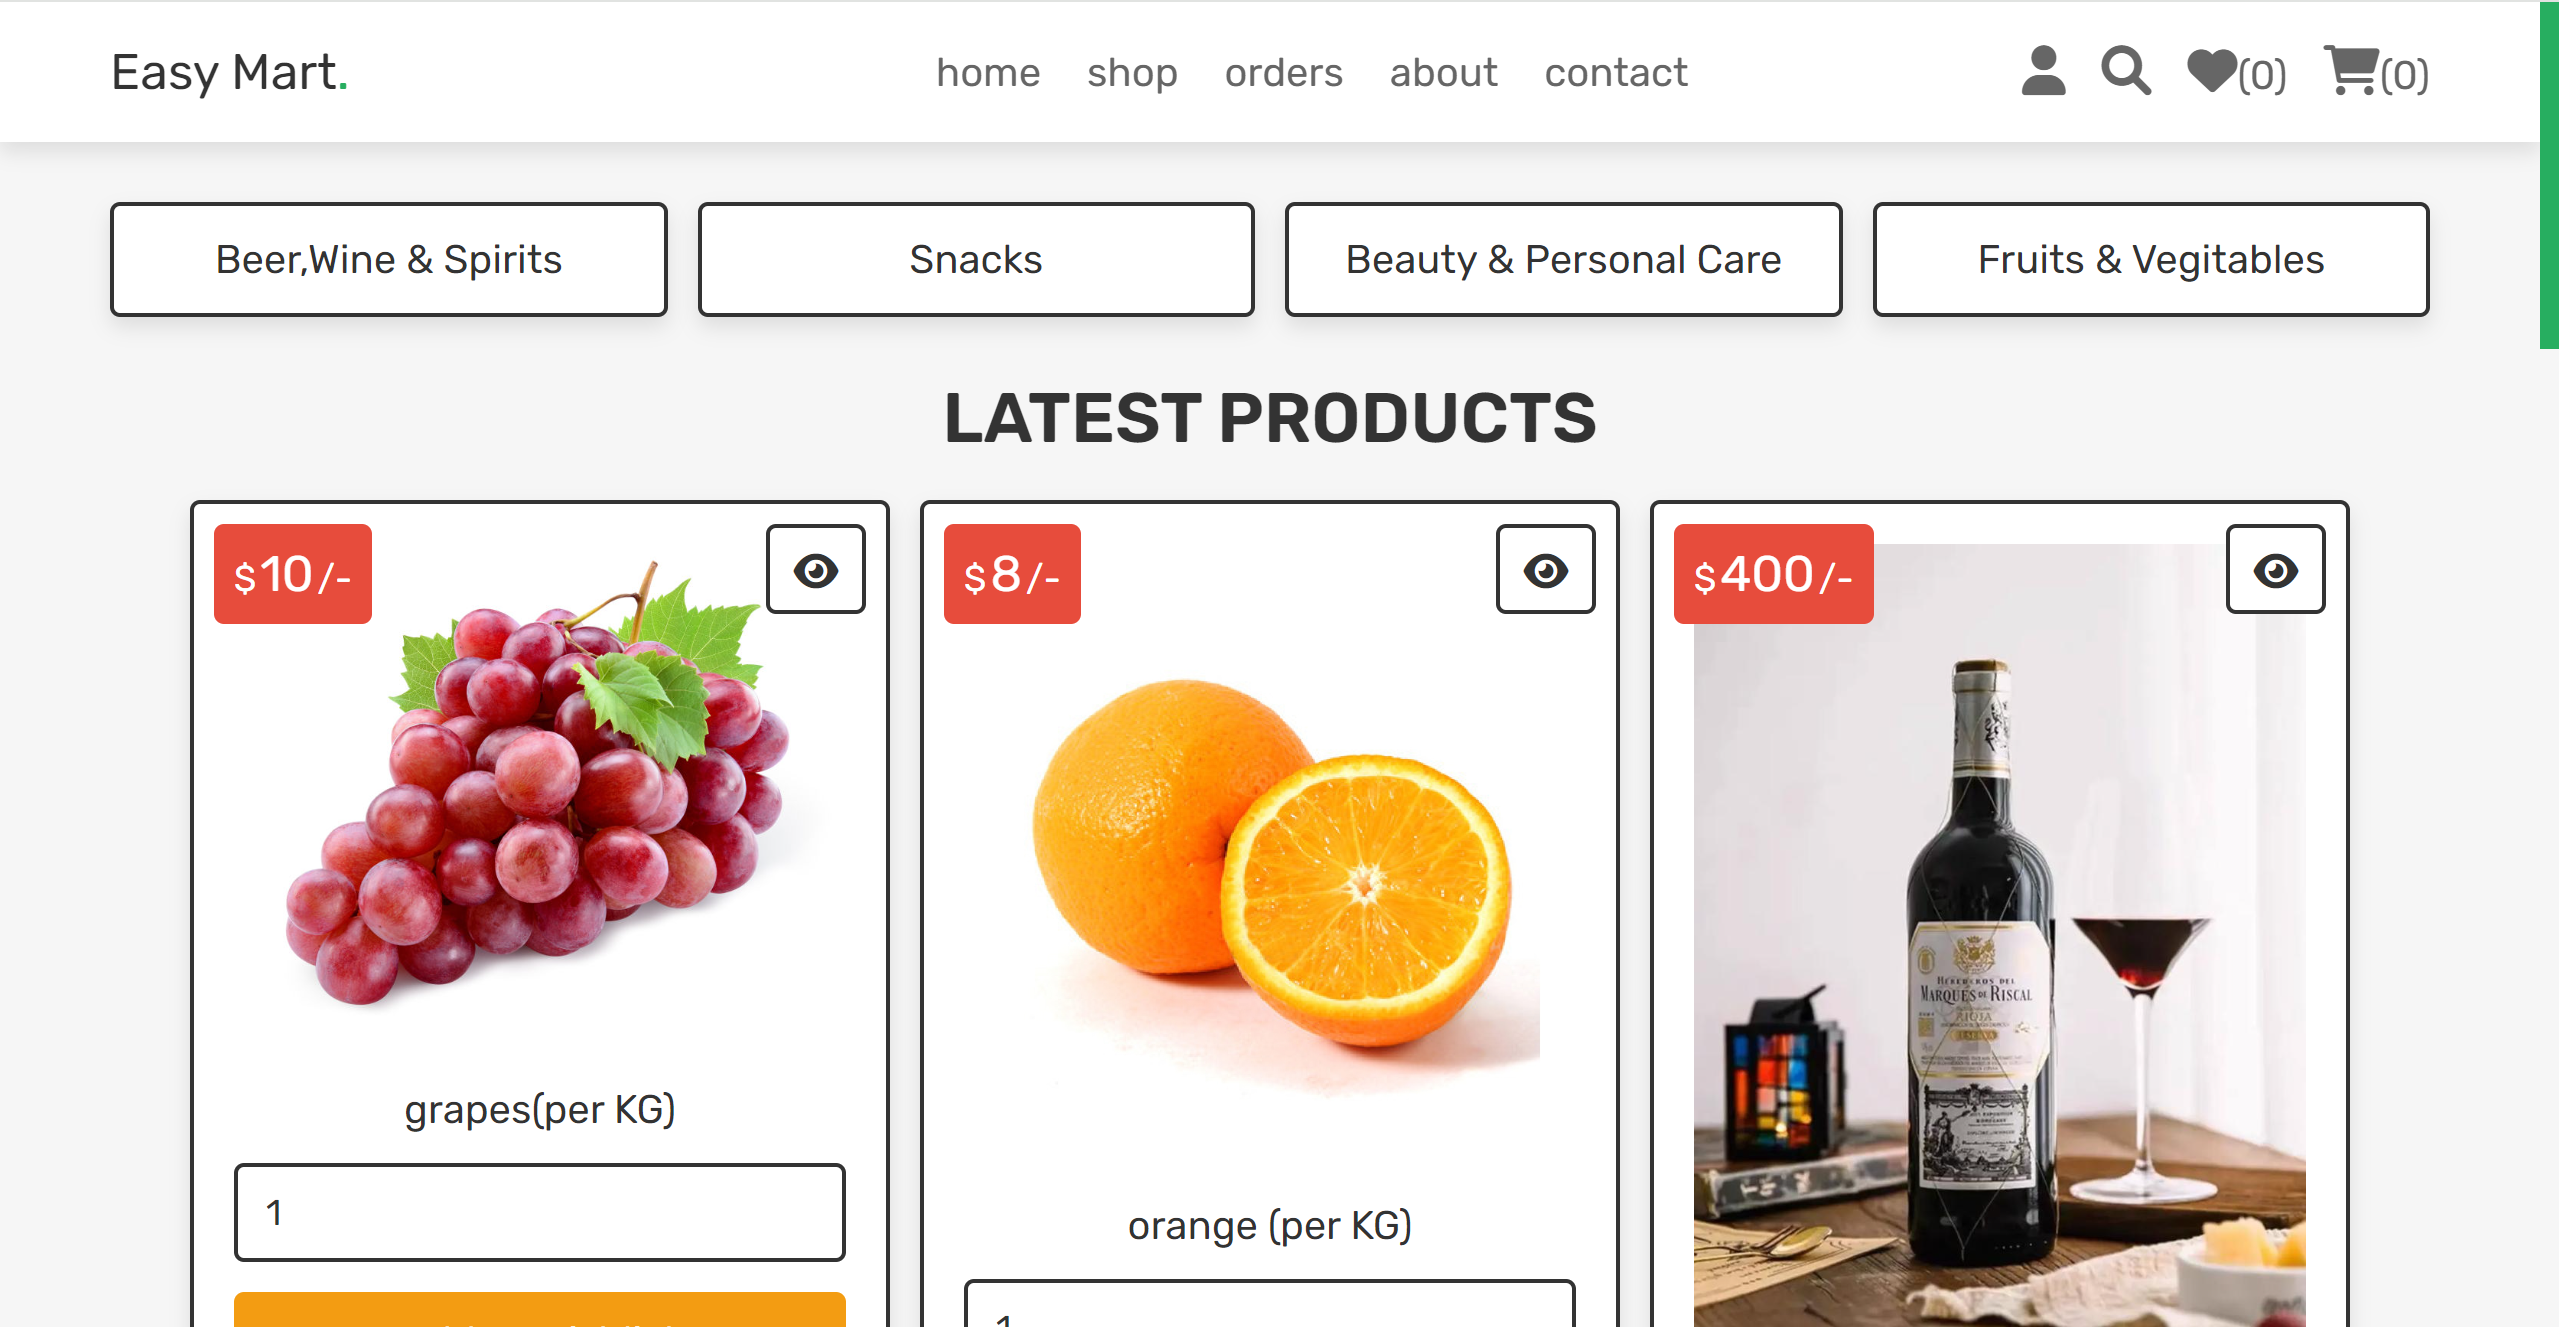 Easy Mart.
home shop orders about contact (0) (0)
Beer,Wine & Spirits Snacks Beauty & Personal Care Fruits & Vegitables
LATEST PRODUCTS
$10/- $8/- $400/-
HEREDEROS DEL
MARQUÉS DE RISCAL
RIOJA
grapes(per KG)
1
orange (per KG)
1